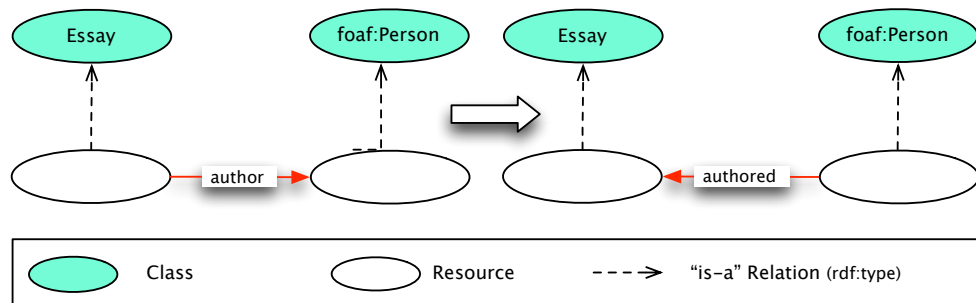 Essay foaf:Person Essay foaf:Person
author authored
Class Resource “is-a” Relation (rdf:type)